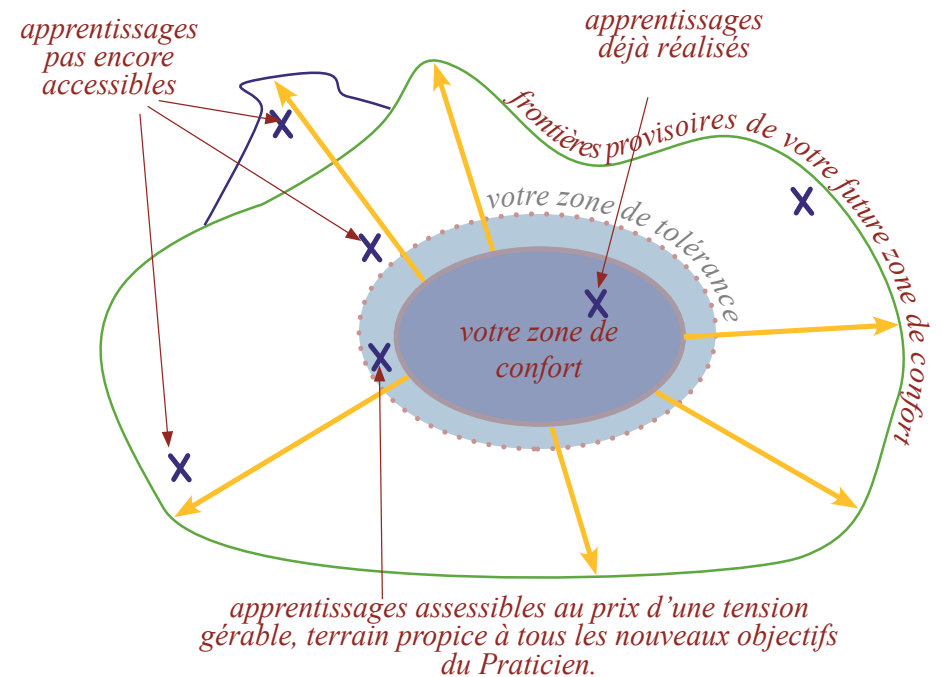 apprentissages
pas encore
accessibles
apprentissages
déjà réalisés
frontières provisoires de votre future zone de confort
votre zone de tolérance
votre zone de
confort
apprentissages assessibles au prix d’une tension
gérable, terrain propice à tous les nouveaux objectifs
du Praticien.